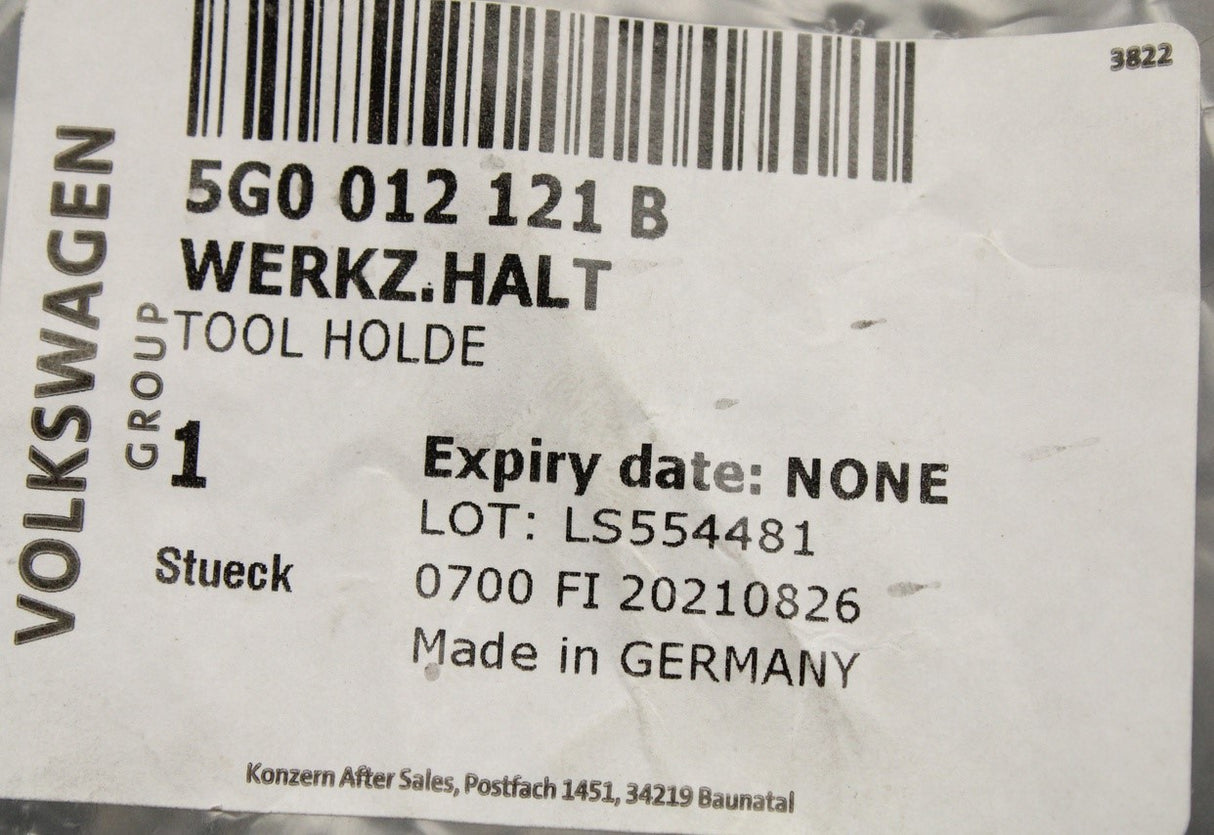 3822
5G0 012 121 B
WERKZ.HALT
TOOL HOLDE
VOLKSWAGEN
GROUP
1
Stueck
Expiry date: NONE
LOT: LS554481
0700 FI 20210826
Made in GERMANY
Konzern After Sales, Postfach 1451, 34219 Baunatal